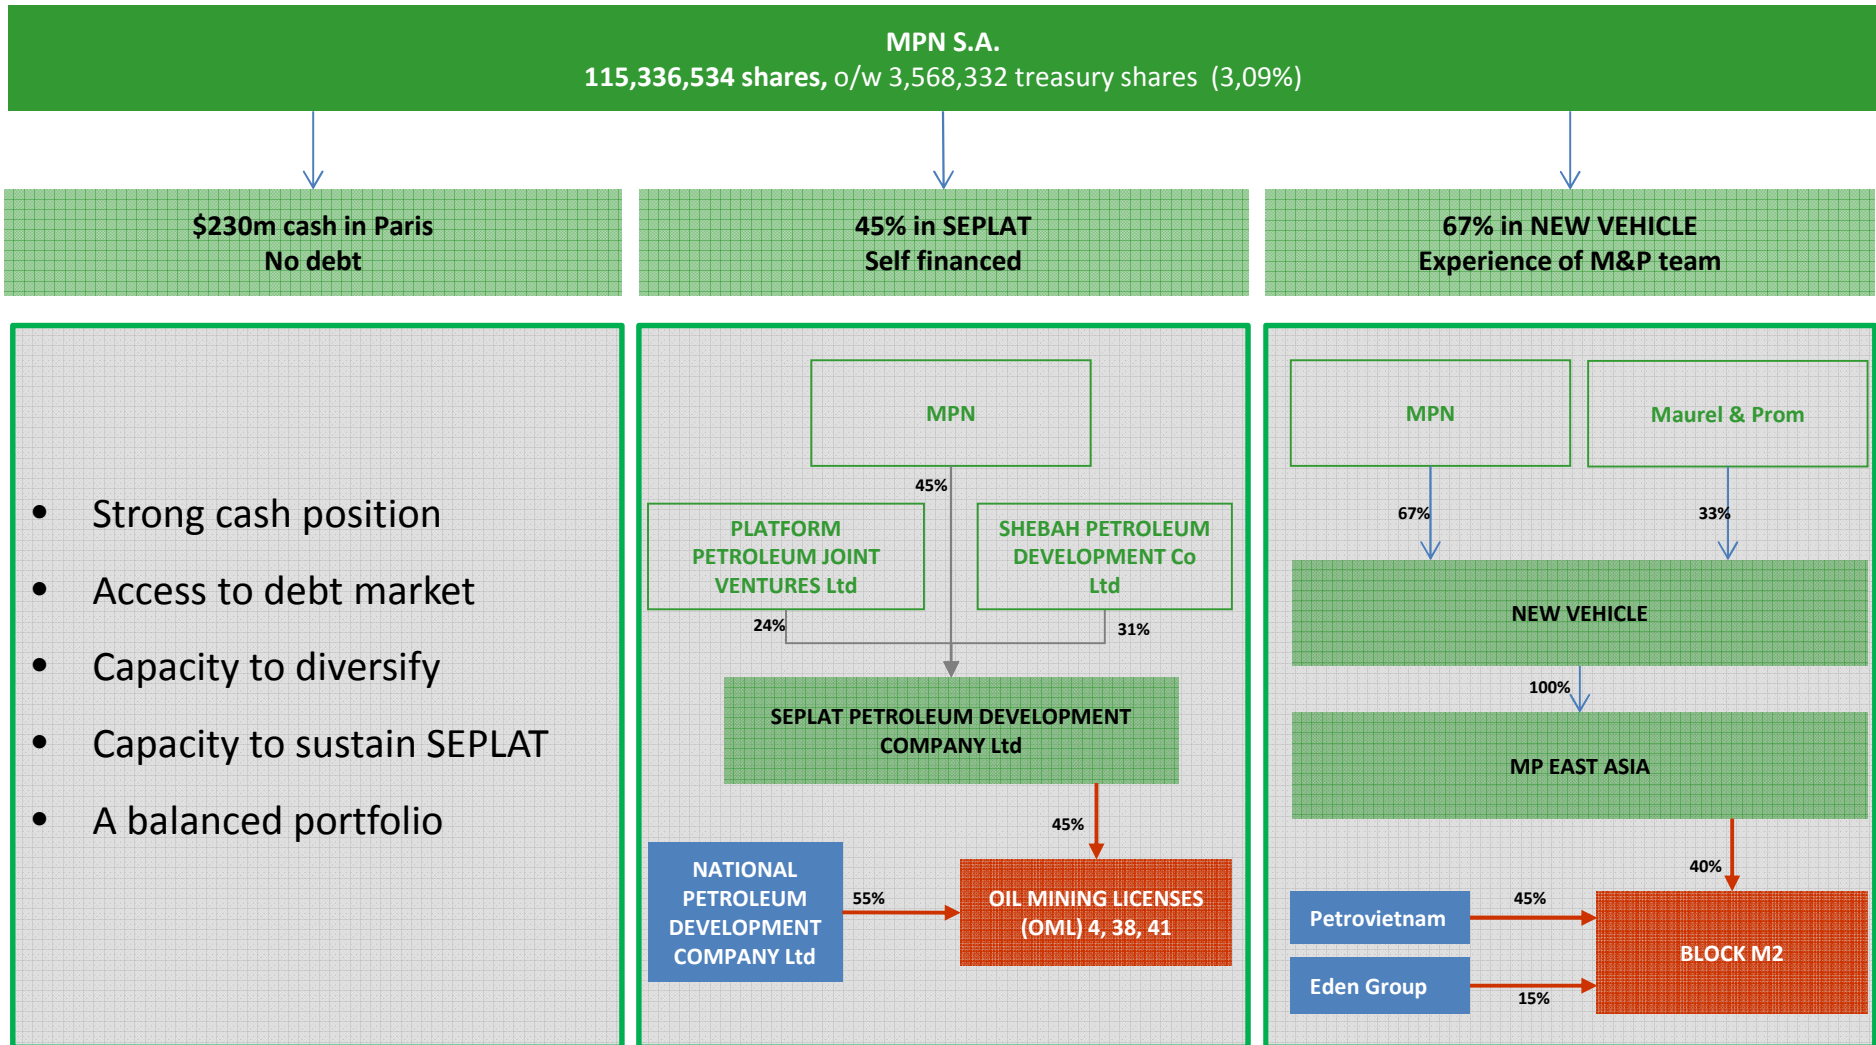 MPN S.A.
115,336,534 shares, o/w 3,568,332 treasury shares (3,09%)
$230m cash in Paris
No debt
45% in SEPLAT
Self financed
67% in NEW VEHICLE
Experience of M&P team
• Strong cash position
• Access to debt market
• Capacity to diversify
• Capacity to sustain SEPLAT
• A balanced portfolio
MPN
45%
PLATFORM
PETROLEUM JOINT
VENTURES Ltd
SHEBAH PETROLEUM
DEVELOPMENT Co
Ltd
24%
31%
SEPLAT PETROLEUM DEVELOPMENT
COMPANY Ltd
45%
NATIONAL
PETROLEUM
DEVELOPMENT
COMPANY Ltd
55%
OIL MINING LICENSES
(OML) 4, 38, 41
MPN
Maurel & Prom
67%
33%
NEW VEHICLE
100%
MP EAST ASIA
40%
Petrovietnam
45%
Eden Group
15%
BLOCK M2